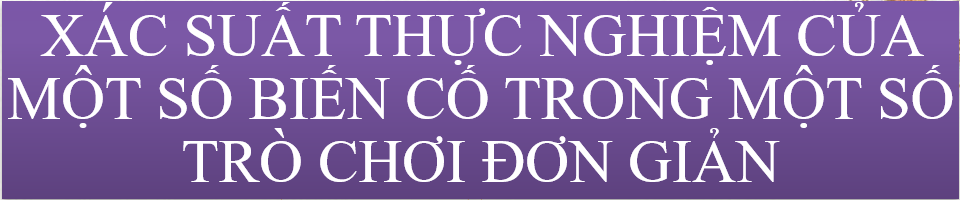 XÁC SUẤT THỰC NGHIỆM CỦA
MỘT SỐ BIẾN CỐ TRONG MỘT SỐ
TRÒ CHƠI ĐƠN GIẢN